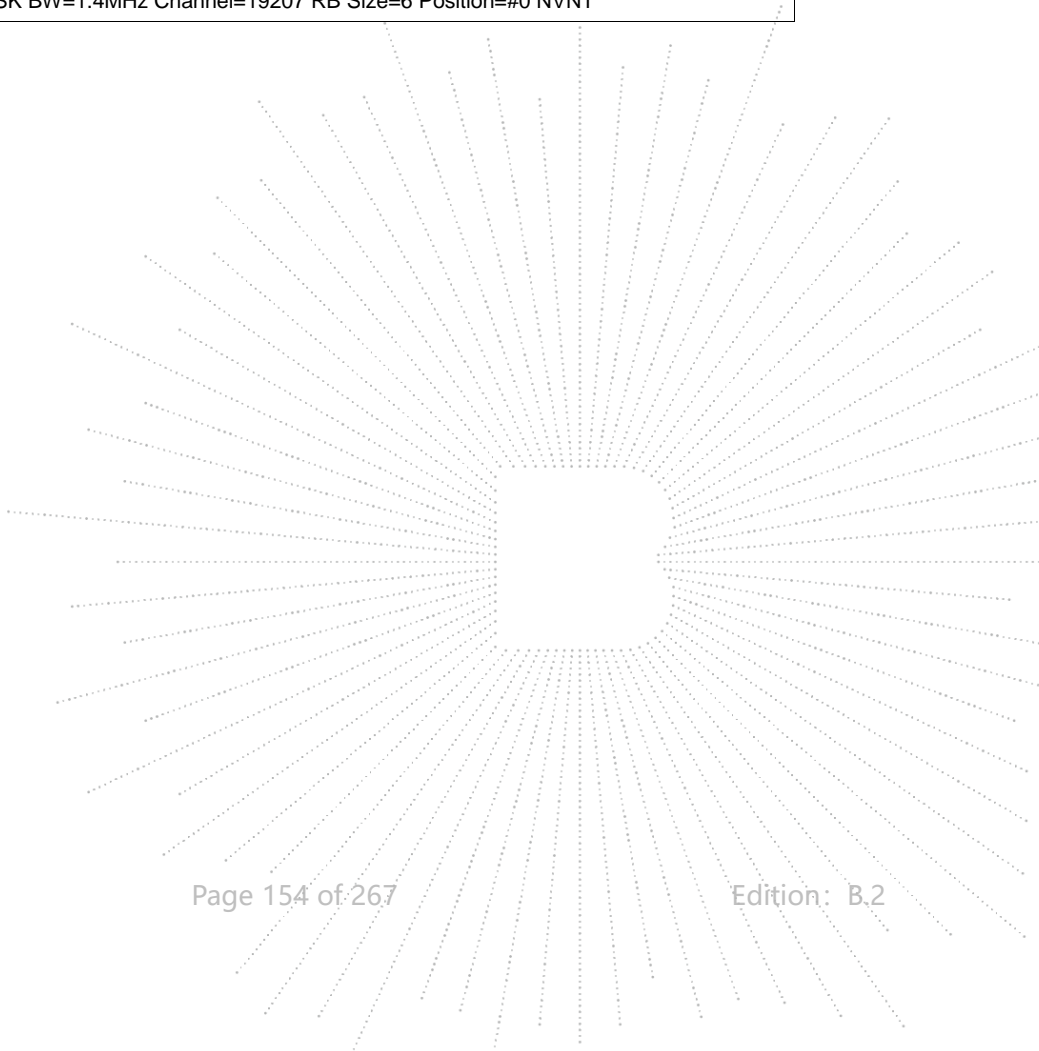 SK BW=1.4MHz Channel=19207 RB Size=6 Position=#0 NVNT
Page 154 of 267 Edition: B.2